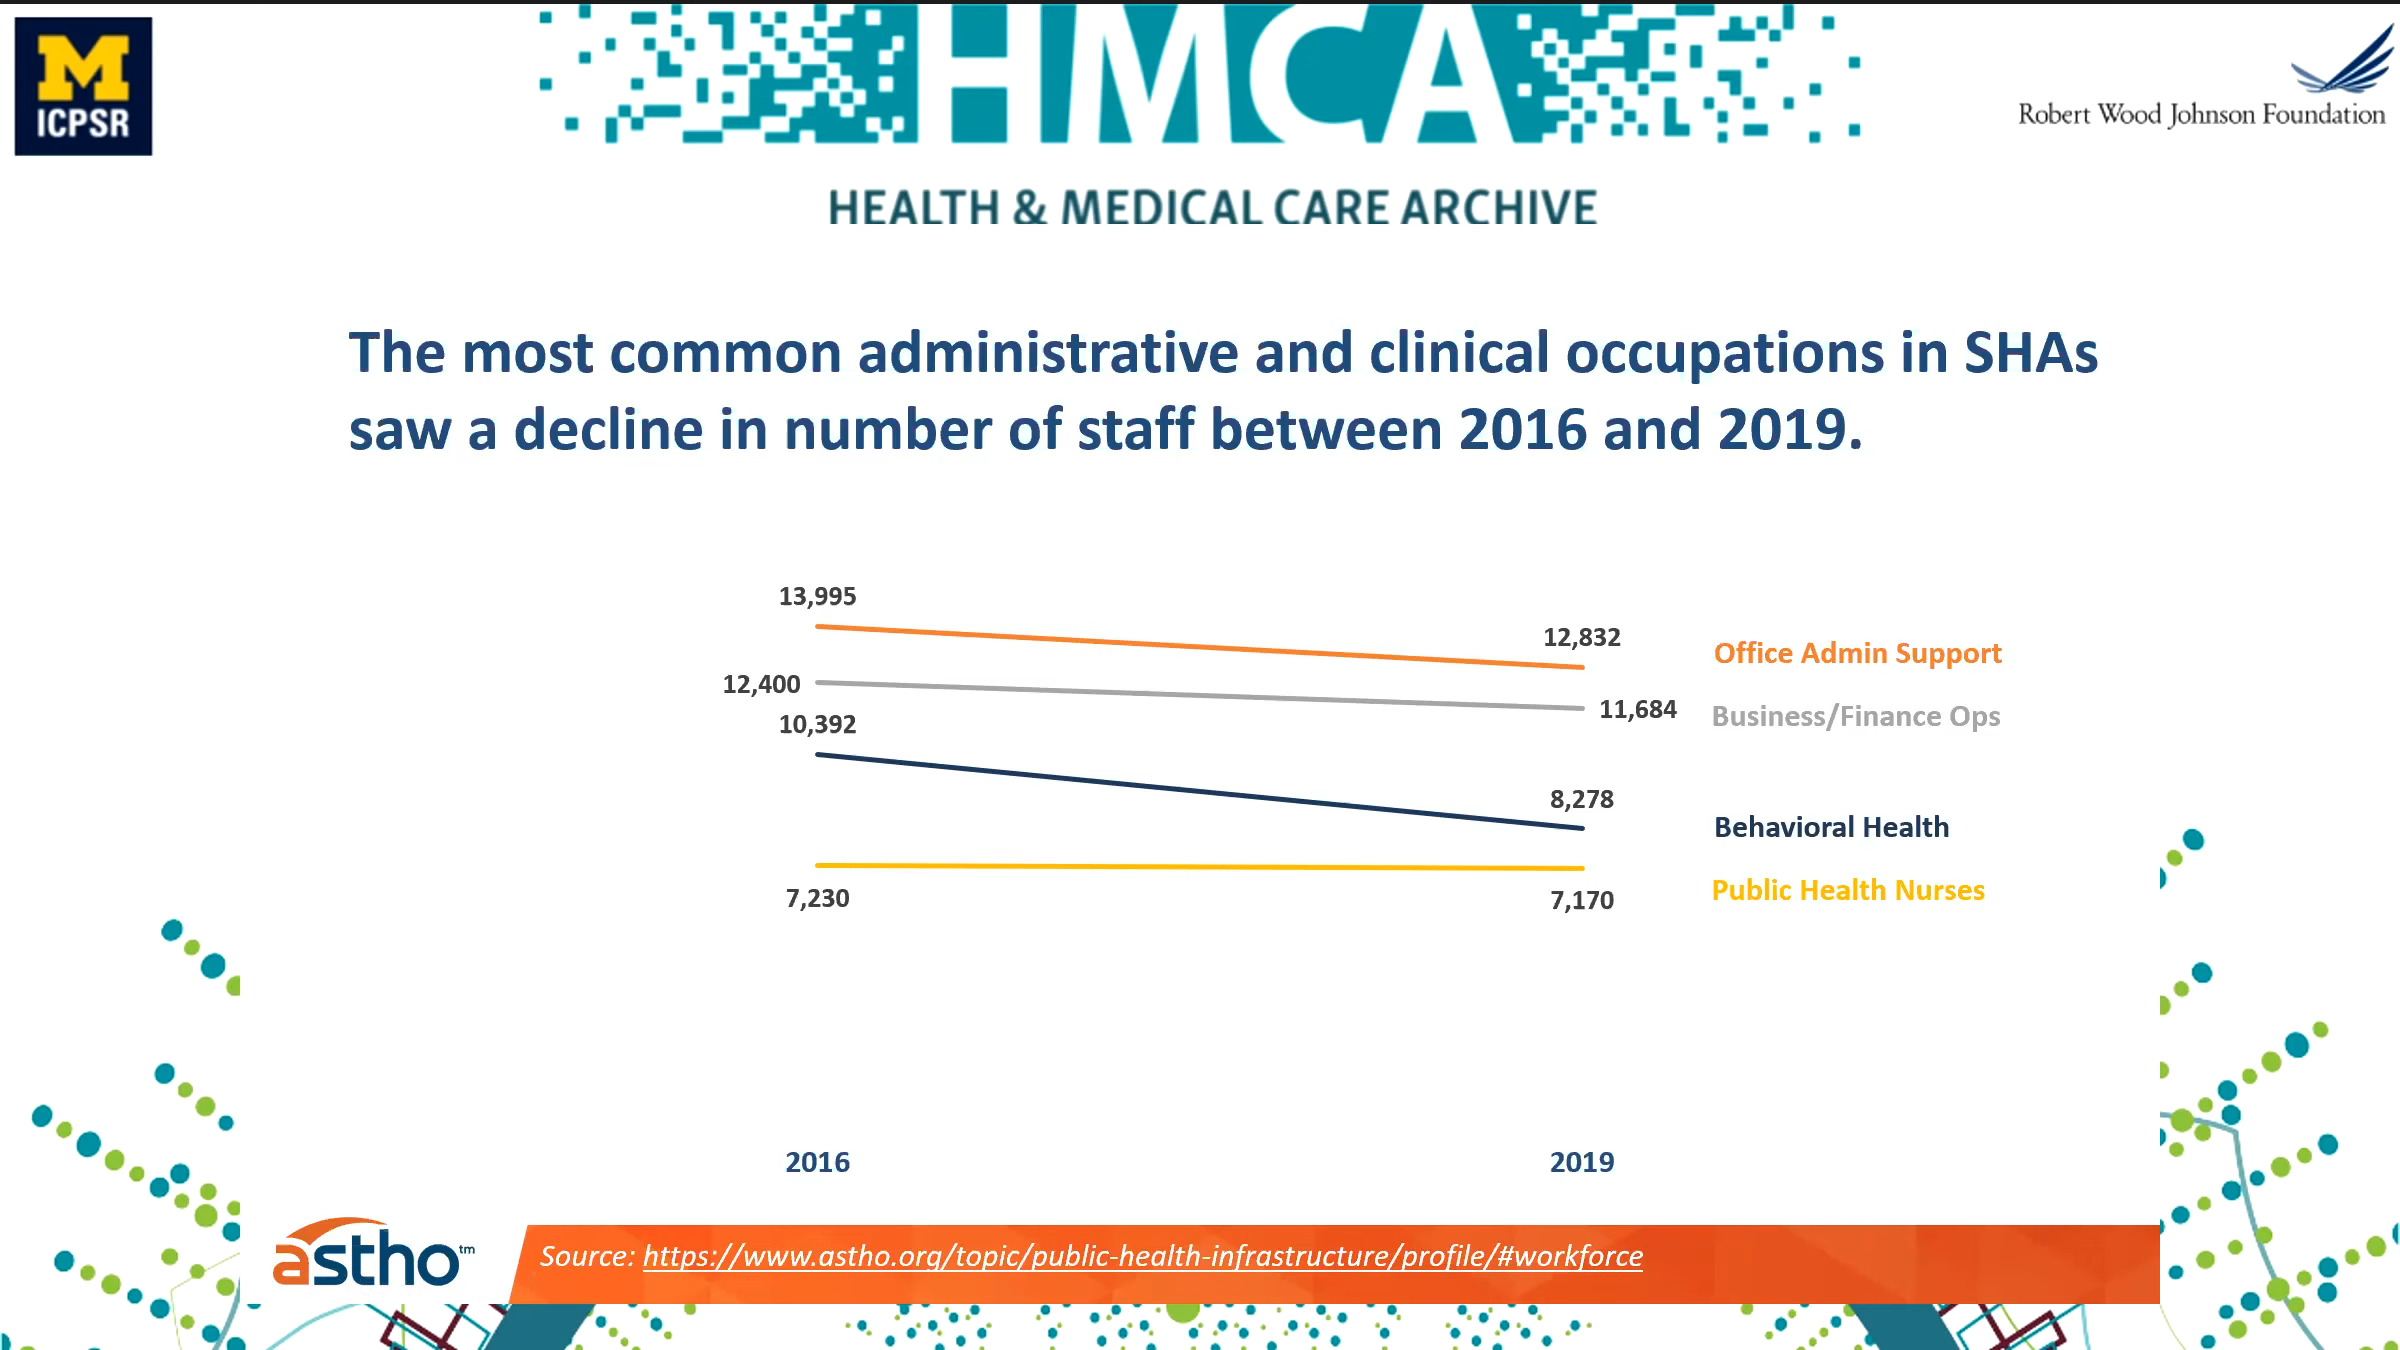 M
ICPSR
HMCA
HEALTH & MEDICAL CARE ARCHIVE
Robert Wood Johnson Foundation
The most common administrative and clinical occupations in SHAs
saw a decline in number of staff between 2016 and 2019.
13,995
12,832
Office Admin Support
12,400
11,684
Business/Finance Ops
10,392
8,278
Behavioral Health
7,230
7,170
Public Health Nurses
2016
2019
astho™
Source: https://www.astho.org/topic/public-health-infrastructure/profile/#workforce